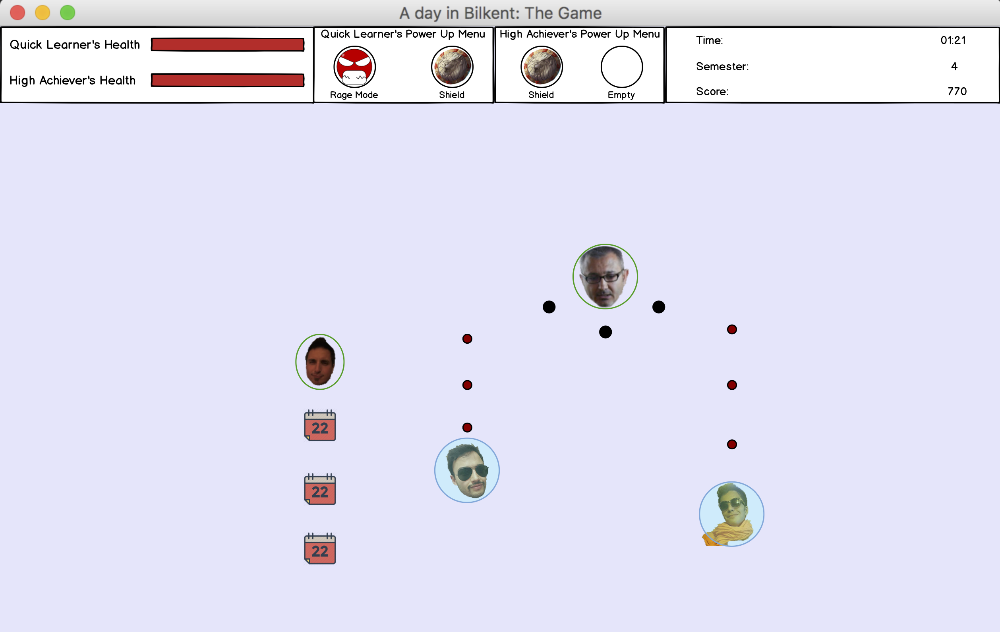 A day in Bilkent: The Game
Quick Learner's Health
High Achiever's Health
Quick Learner's Power Up Menu
Rage Mode
Shield
High Achiever's Power Up Menu
Shield
Empty
Time: 01:21
Semester: 4
Score: 770
22
22
22